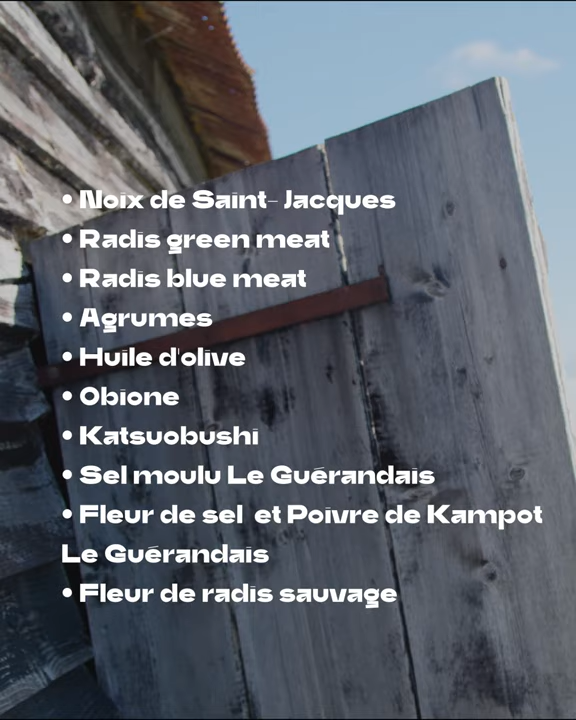 • Noix de Saint- Jacques
• Radis green meat
• Radis blue meat
• Agrumes
• Huile d'olive
• Obione
• Katsuobushi
• Sel moulu Le Guérandais
• Fleur de sel  et Poivre de Kampot
Le Guérandais
• Fleur de radis sauvage